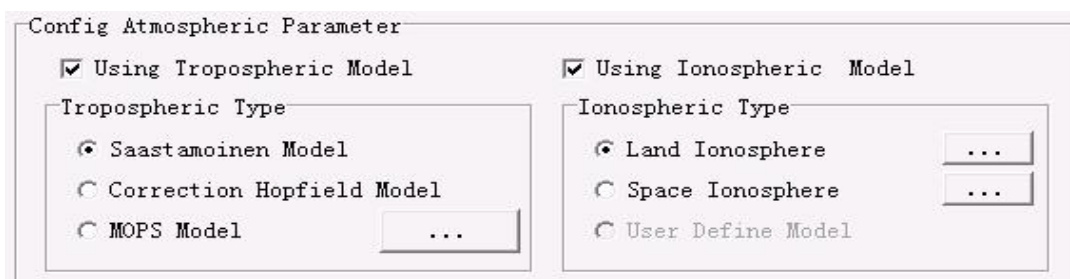 Config Atmospheric Parameter
Using Tropospheric Model
Using Ionospheric Model
Tropospheric Type
Saastamoinen Model
Correction Hopfield Model
MOPS Model ...
Ionospheric Type
Land Ionosphere ...
Space Ionosphere ...
User Define Model